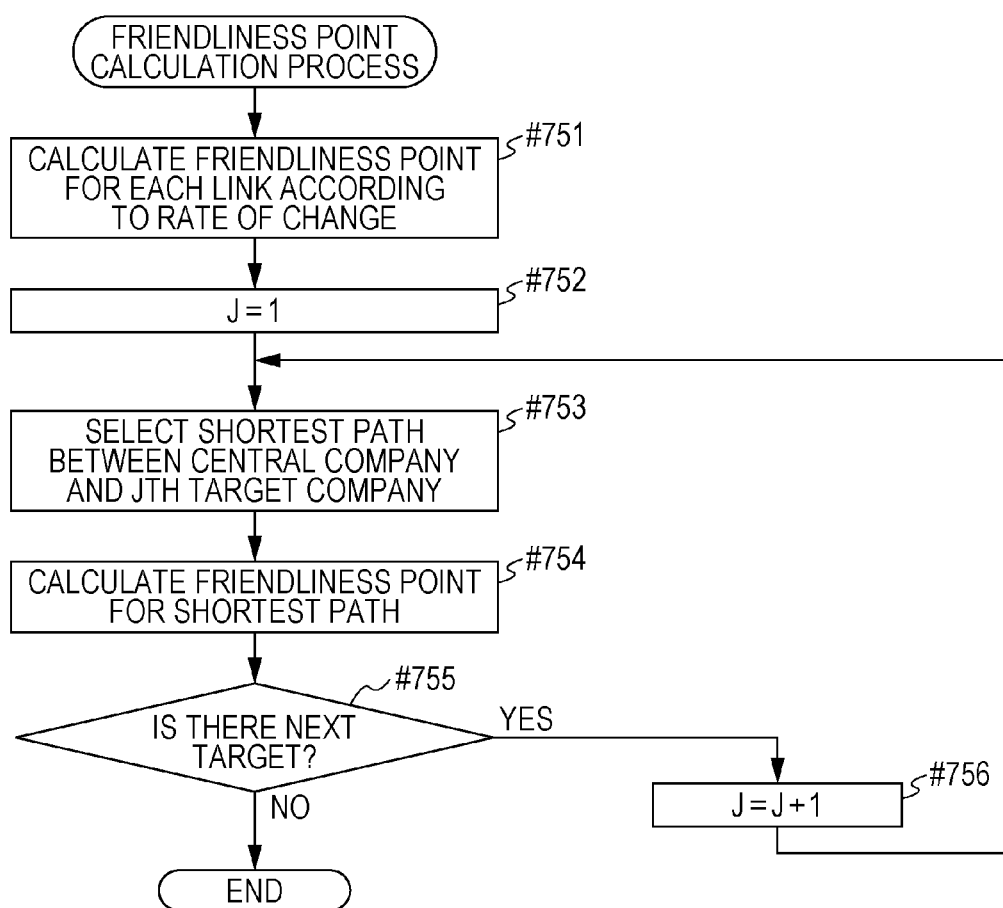 FRIENDLINESS POINT
CALCULATION PROCESS
#751
CALCULATE FRIENDLINESS POINT
FOR EACH LINK ACCORDING
TO RATE OF CHANGE
#752
J=1
#753
SELECT SHORTEST PATH
BETWEEN CENTRAL COMPANY
AND JTH TARGET COMPANY
#754
CALCULATE FRIENDLINESS POINT
FOR SHORTEST PATH
#755
IS THERE NEXT
TARGET?
YES
#756
J=J+1
NO
END